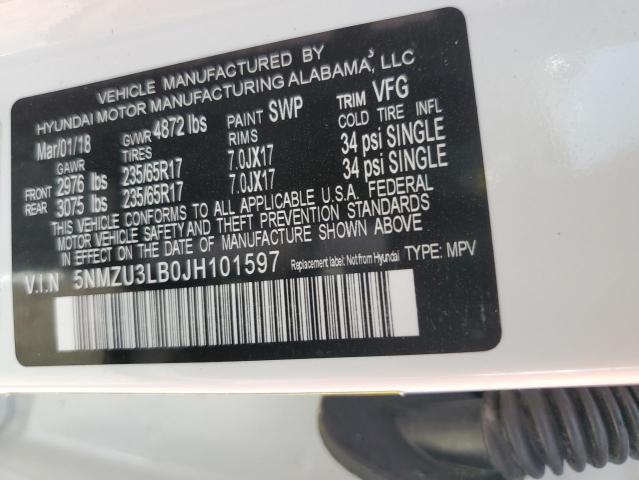 VEHICLE MANUFACTURED BY
HYUNDAI MOTOR MANUFACTURING ALABAMA, LLC
Mar/01/18 GVWR 4872 lbs PAINT SWP TRIM VFG
GAWR TIRES RIMS COLD TIRE INFL
FRONT 2976 lbs 235/65R17 7.0JX17 34 psi SINGLE
REAR 3075 lbs 235/65R17 7.0JX17 34 psi SINGLE
THIS VEHICLE CONFORMS TO ALL APPLICABLE U.S.A. FEDERAL
MOTOR VEHICLE SAFETY AND THEFT PREVENTION STANDARDS
IN EFFECT ON THE DATE OF MANUFACTURE SHOWN ABOVE
V.I.N 5NMZU3LB0JH101597 Replacement label: Not from Hyundai TYPE: MPV